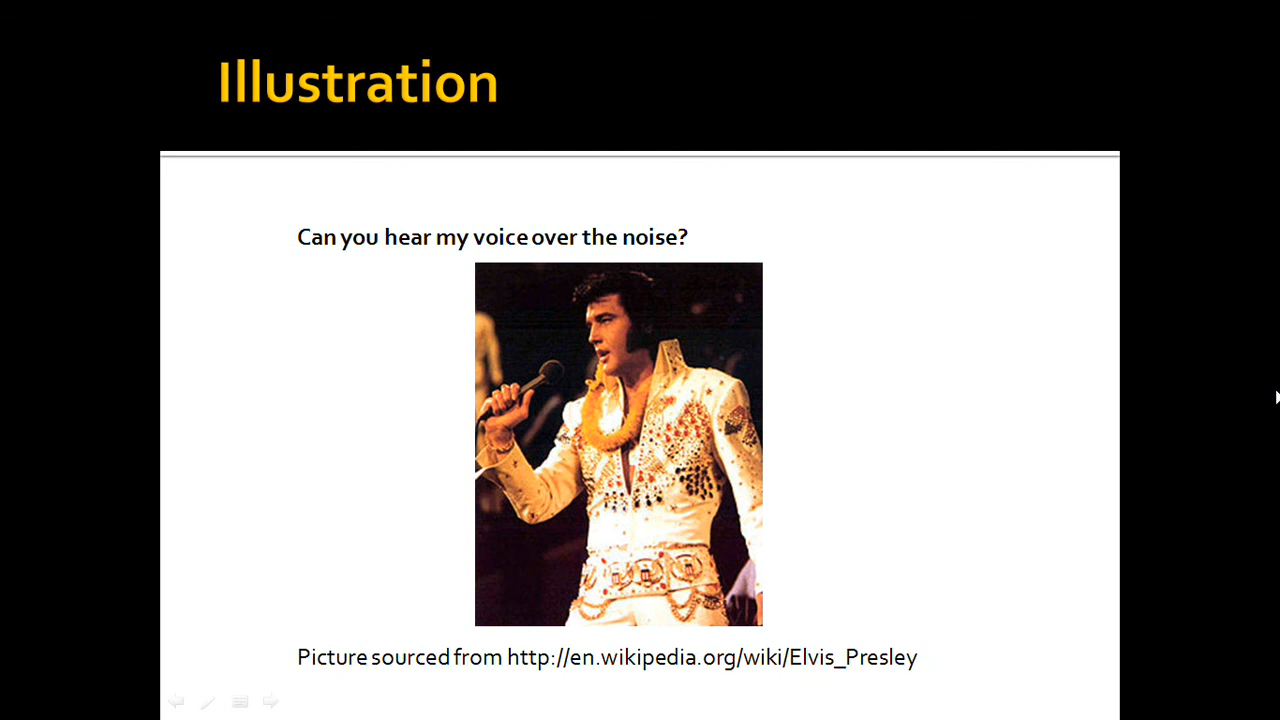 Illustration
Can you hear my voice over the noise?
Picture sourced from http://en.wikipedia.org/wiki/Elvis_Presley